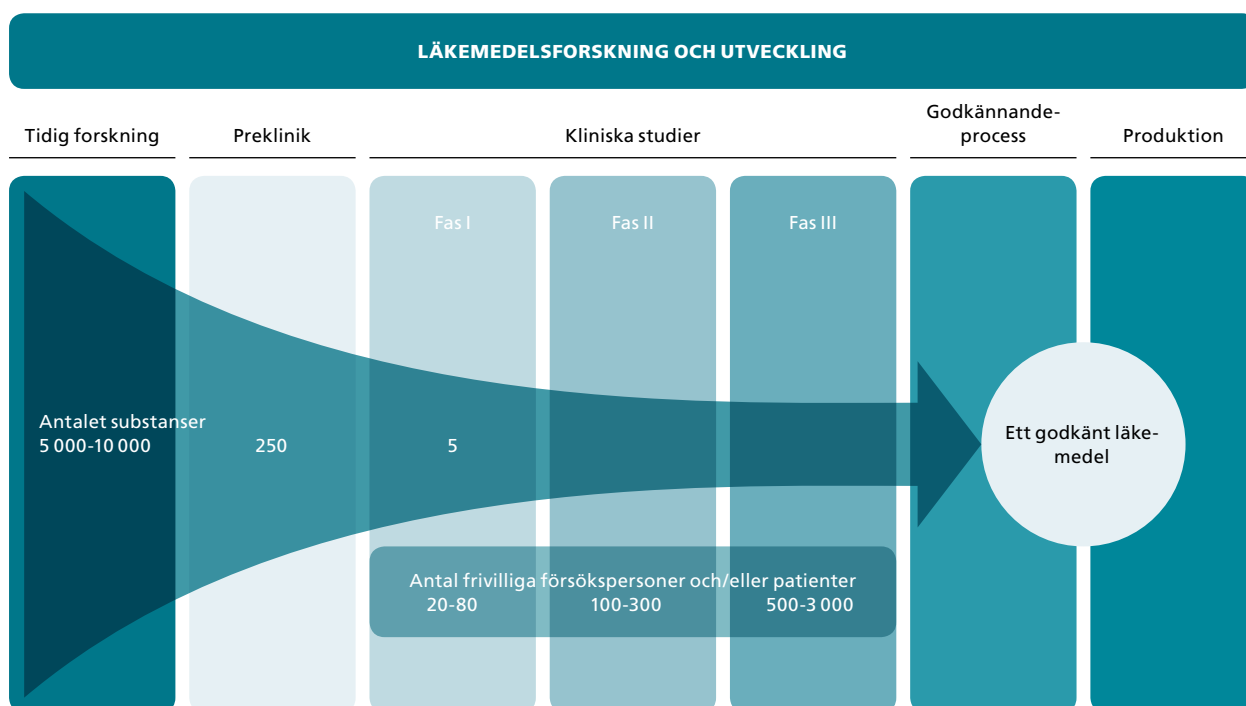 LÄKEMEDELSFORSKNING OCH UTVECKLING
Tidig forskning
Preklinik
Kliniska studier
Godkännande-
process
Produktion
Fas I
Fas II
Fas III
Antalet substanser
5 000-10 000
250
5
Ett godkänt läke-
medel
Antal frivilliga försökspersoner och/eller patienter
20-80
100-300
500-3 000